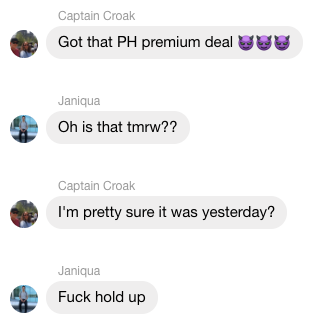 Captain Croak
Got that PH premium deal 😈😈😈
Janiqua
Oh is that tmrw??
Captain Croak
I'm pretty sure it was yesterday?
Janiqua
Fuck hold up